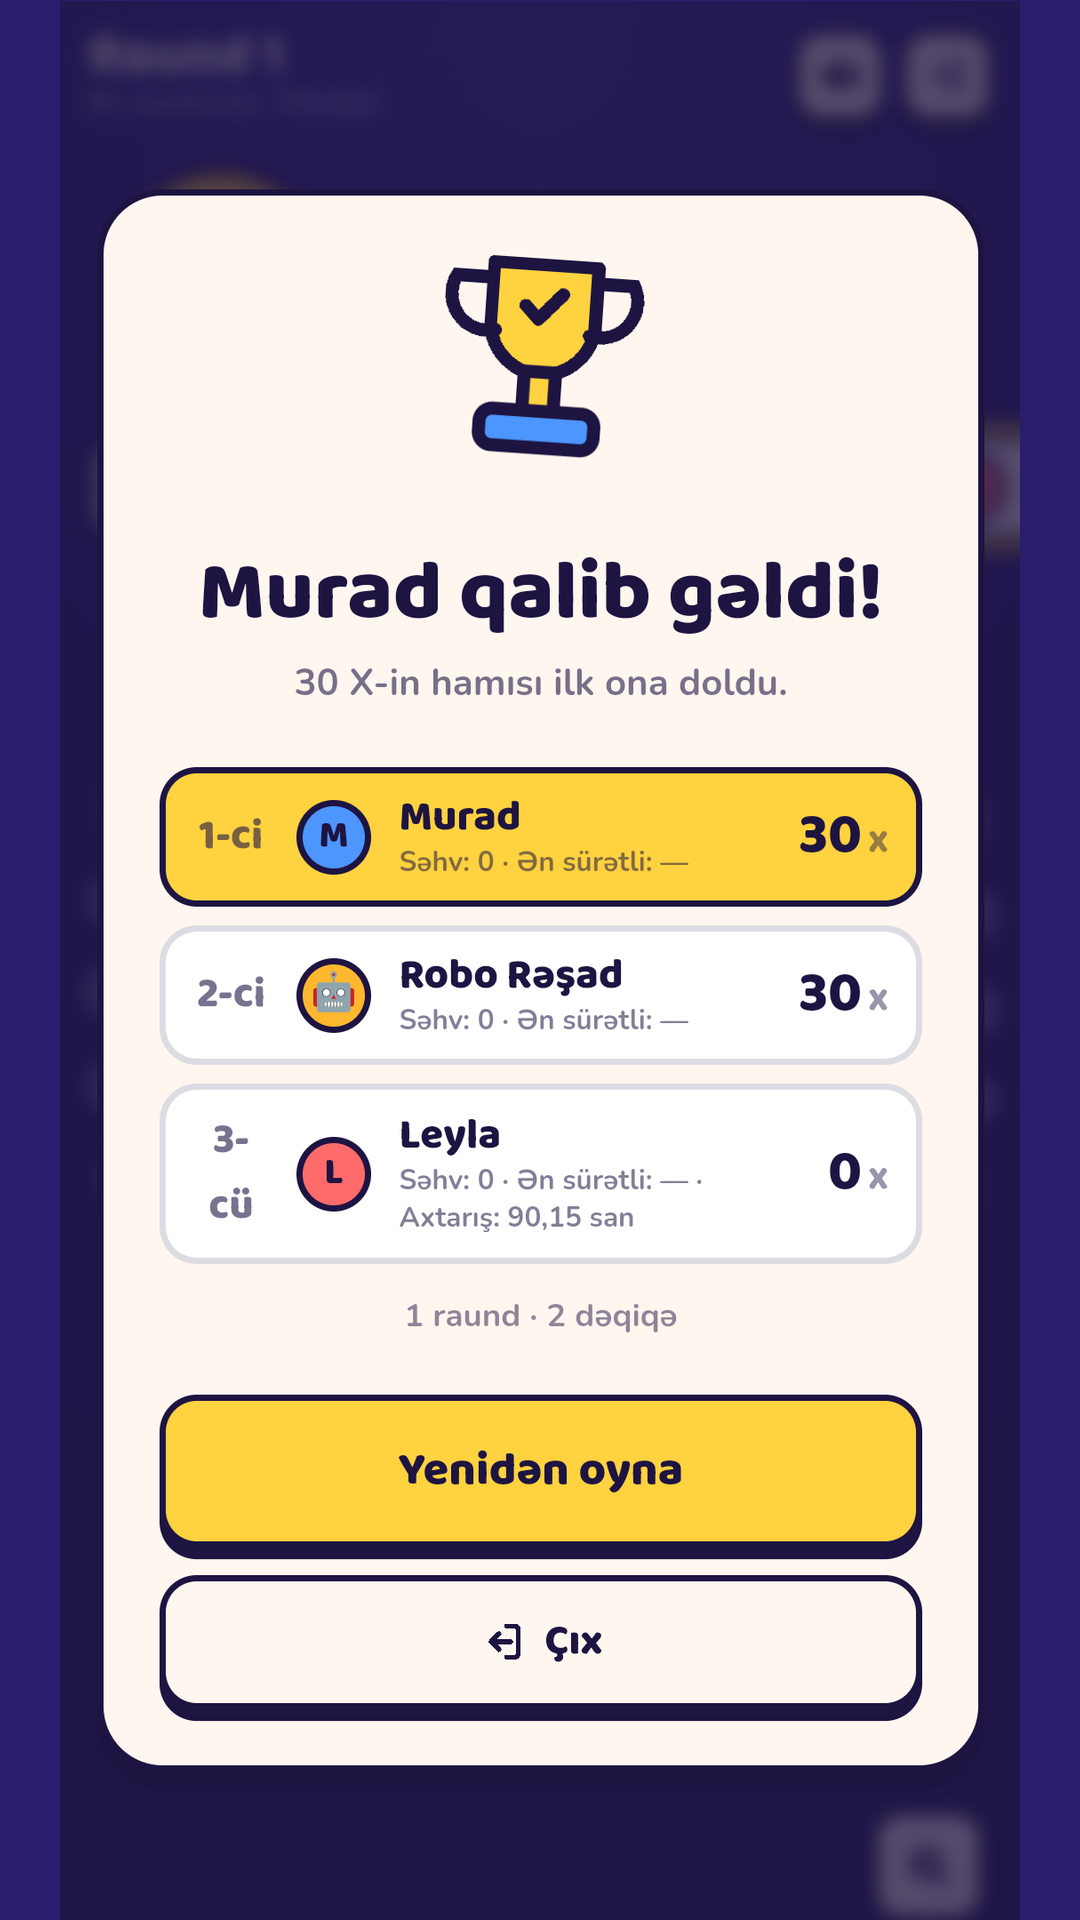 Raund 1
Murad qalib gəldi!
30 X-in hamısı ilk ona doldu.
1-ci
M
Murad
Səhv: 0 · Ən sürətli: —
30 x
2-ci
Robo Rəşad
Səhv: 0 · Ən sürətli: —
30 x
3-
cü
L
Leyla
Səhv: 0 · Ən sürətli: — ·
Axtarış: 90,15 san
0 x
1 raund · 2 dəqiqə
Yenidən oyna
Çıx